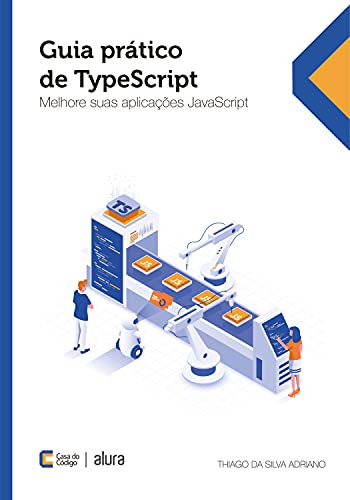 Guia prático
de TypeScript
Melhore suas aplicações JavaScript
TS
JS
JS
JS
JS
Casa do
Código
alura
THIAGO DA SILVA ADRIANO